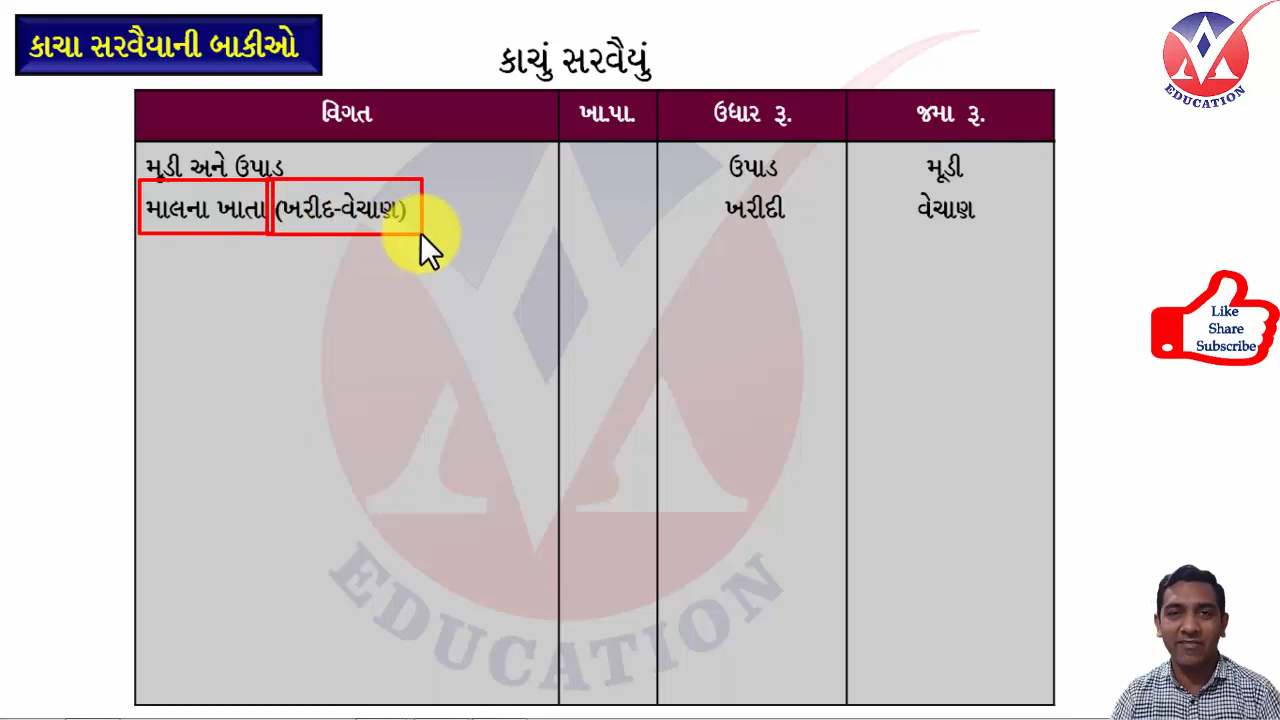 કાચા સરવૈયાની બાકીઓ
કાચું સરવૈયું
EDUCATION
વિગત ખા.પા. ઉધાર રૂ. જમા રૂ.
મૂડી અને ઉપાડ ઉપાડ મૂડી
માલના ખાતા (ખરીદ-વેચાણ) ખરીદી વેચાણ
Like
Share
Subscribe
EDUCATION